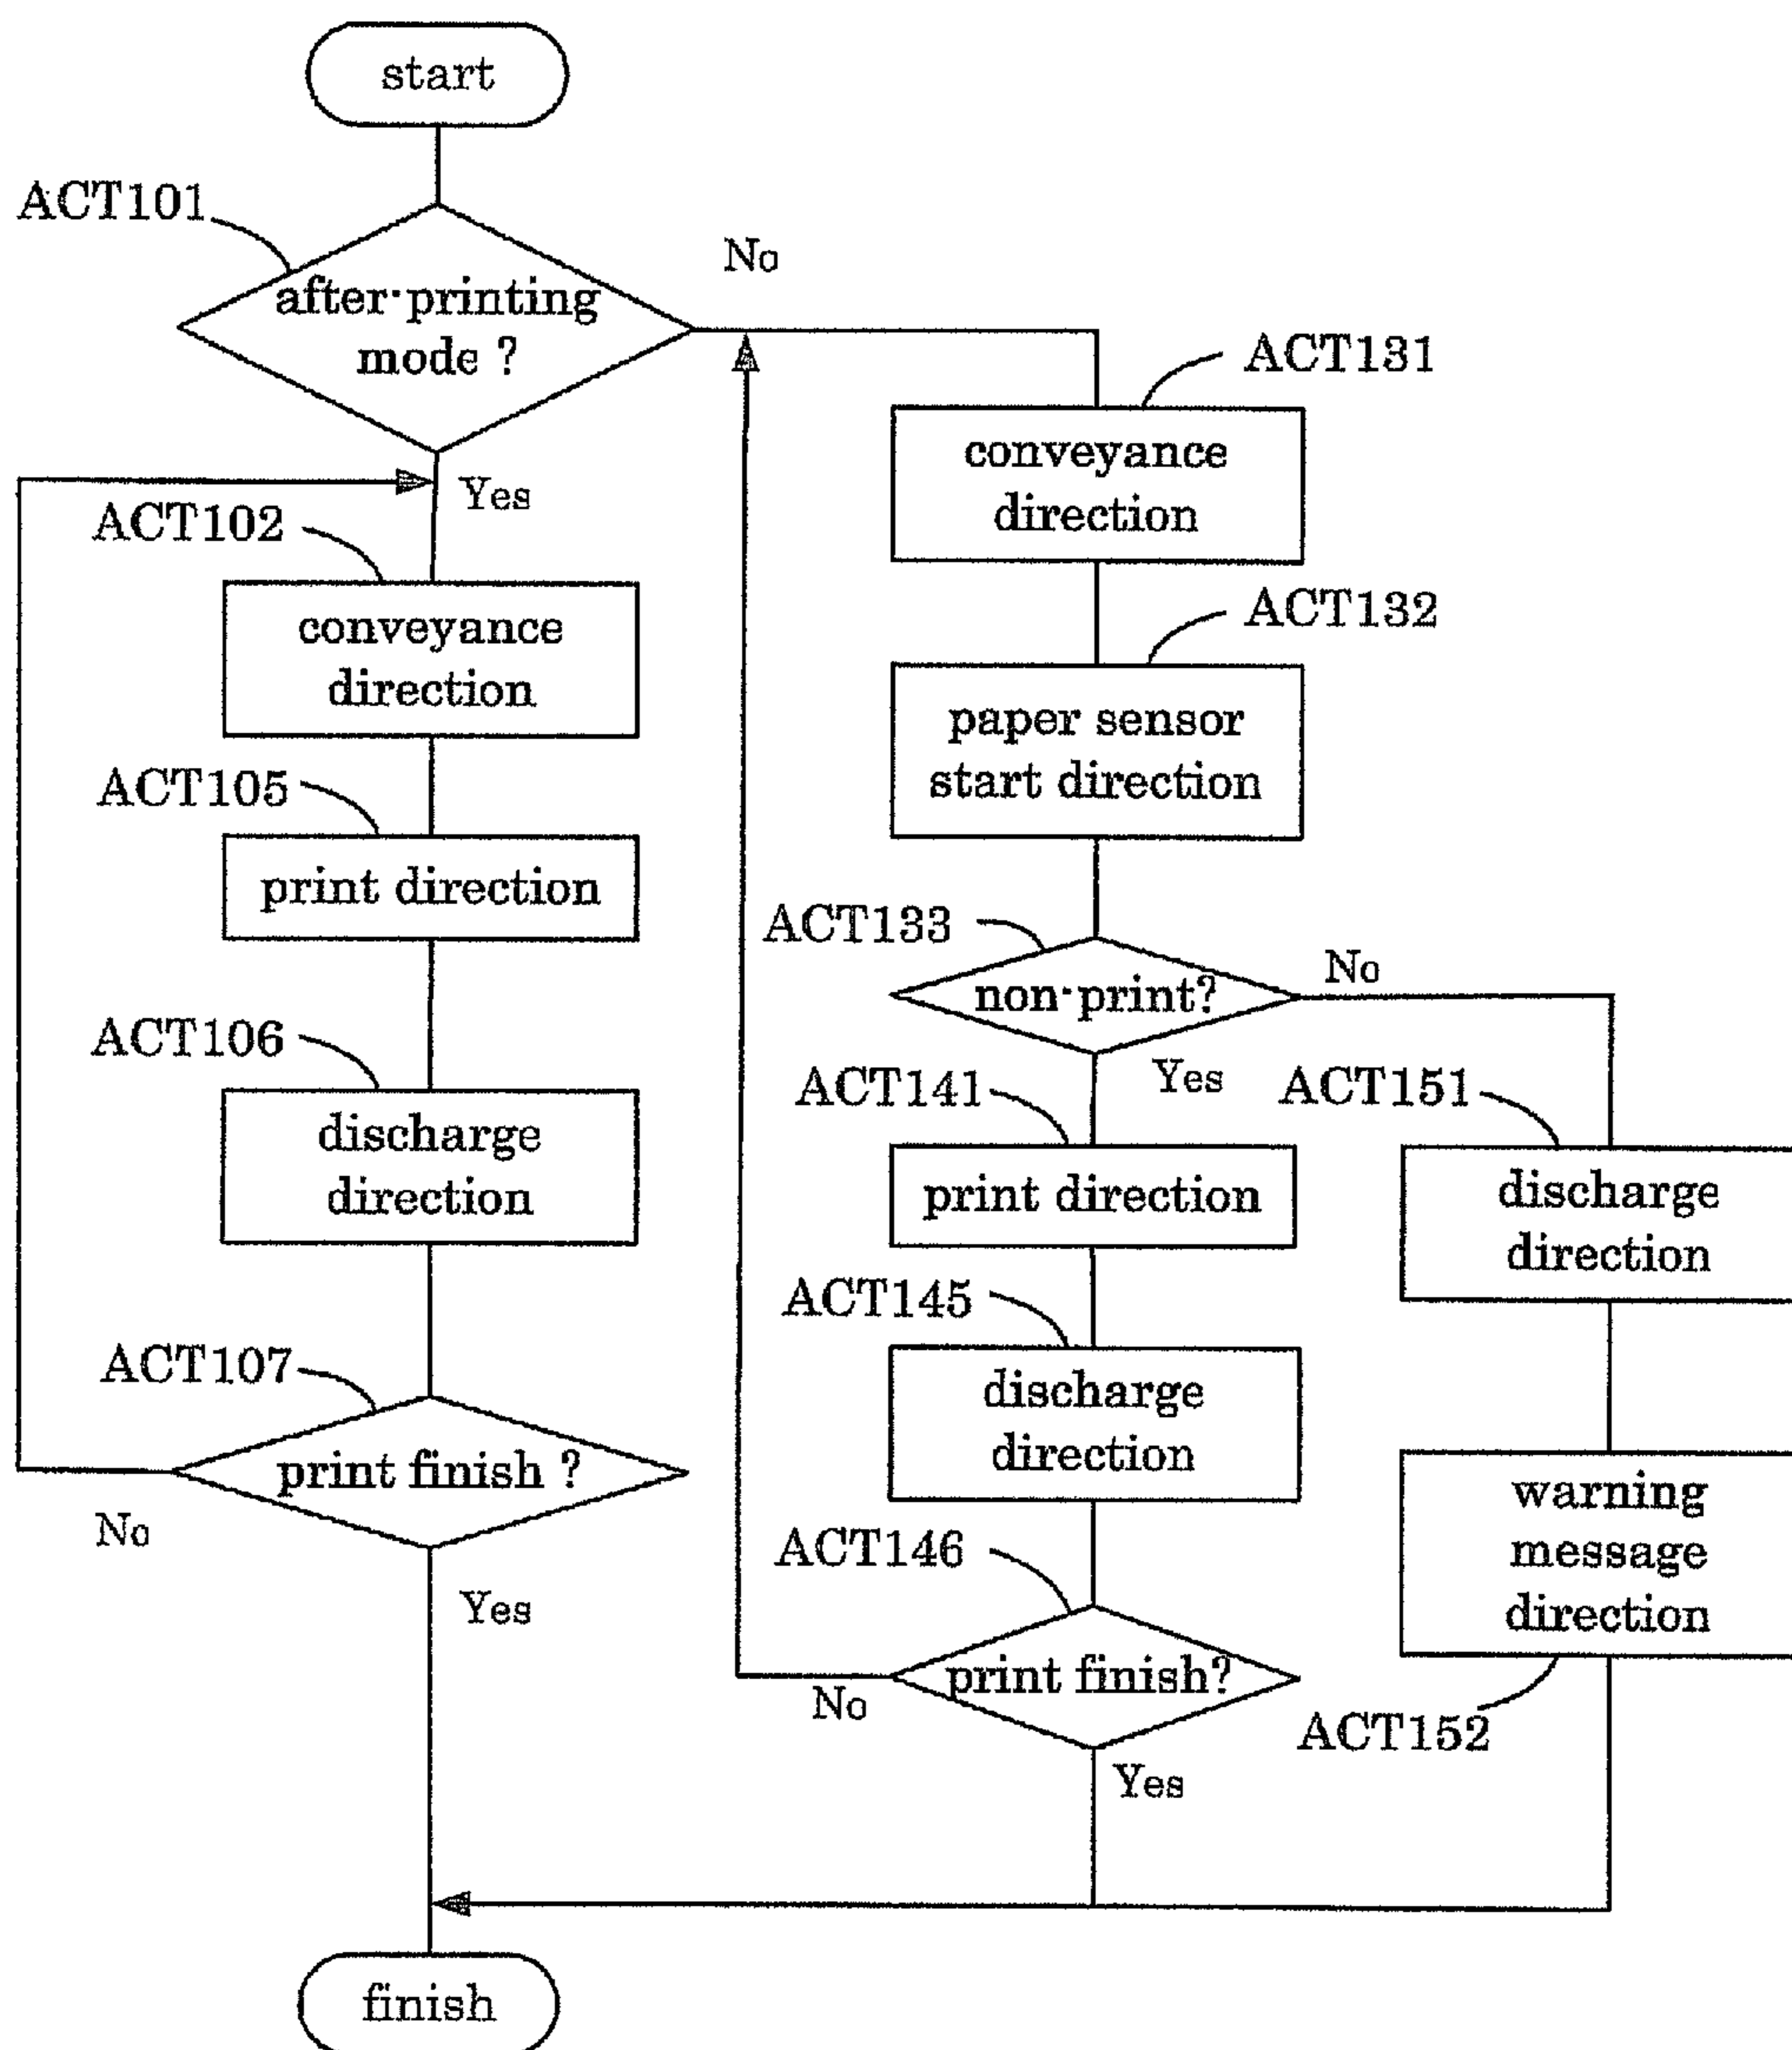 start
ACT101
No
after-printing
mode ?
ACT131
conveyance
direction
Yes
ACT102
conveyance
direction
ACT132
paper sensor
start direction
ACT105
print direction
ACT133
non-print?
No
ACT106
Yes
discharge
direction
ACT141
print direction
ACT151
discharge
direction
ACT145
discharge
direction
ACT107
print finish ?
No
Yes
warning
message
direction
ACT146
print finish?
No
ACT152
Yes
finish